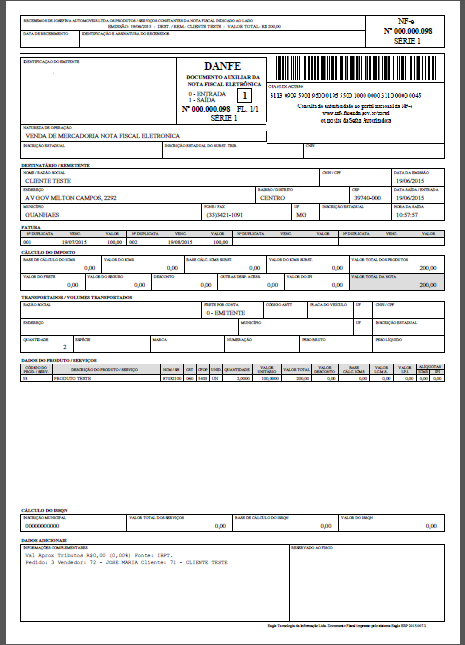 RECEBEMOS DE JOSEFINA AUTOMOVEIS LTDA OS PRODUTOS / SERVIÇOS CONSTANTES DA NOTA FISCAL INDICADO AO LADO
EMISSÃO: 19/06/2015 - DEST. / REM.: CLIENTE TESTE - VALOR TOTAL: R$ 200,00
DATA DE RECEBIMENTO IDENTIFICAÇÃO E ASSINATURA DO RECEBEDOR
NF-e
Nº 000.000.098
SÉRIE 1
IDENTIFICAÇÃO DO EMITENTE
DANFE
DOCUMENTO AUXILIAR DA
NOTA FISCAL ELETRÔNICA
0 - ENTRADA
1 - SAÍDA
1
Nº 000.000.098 FL. 1/1
SÉRIE 1
CHAVE DE ACESSO
Consulta de autenticidade no portal nacional da NF-e
www.nfe.fazenda.gov.br/portal
ou no site da Sefaz Autorizadora
NATUREZA DE OPERAÇÃO
VENDA DE MERCADORIA NOTA FISCAL ELETRONICA
INSCRIÇÃO ESTADUAL INSCRIÇÃO ESTADUAL DO SUBST. TRIB. CNPJ
DESTINATÁRIO / REMETENTE
NOME / RAZÃO SOCIAL CNPJ / CPF DATA DA EMISSÃO
CLIENTE TESTE 19/06/2015
ENDEREÇO BAIRRO / DISTRITO CEP DATA SAÍDA / ENTRADA
AV GOV MILTON CAMPOS, 2292 CENTRO 39740-000 19/06/2015
MUNICÍPIO FONE / FAX UF INSCRIÇÃO ESTADUAL HORA DA SAÍDA
GUANHAES (33)3421-1091 MG 10:57:57
FATURA
Nº DUPLICATA VENC. VALOR Nº DUPLICATA VENC. VALOR Nº DUPLICATA VENC. VALOR Nº DUPLICATA VENC. VALOR
001 19/07/2015 100,00 002 19/08/2015 100,00
CÁLCULO DO IMPOSTO
BASE DE CÁLCULO DO ICMS VALOR DO ICMS BASE CALC. ICMS SUBST. VALOR DO ICMS SUBST. VALOR TOTAL DOS PRODUTOS
0,00 0,00 0,00 0,00 200,00
VALOR DO FRETE VALOR DO SEGURO DESCONTO OUTRAS DESP. ACESS. VALOR DO IPI VALOR TOTAL DA NOTA
0,00 0,00 0,00 0,00 0,00 200,00
TRANSPORTADOR / VOLUMES TRANSPORTADOS
RAZÃO SOCIAL FRETE POR CONTA CÓDIGO ANTT PLACA DO VEÍCULO UF CNPJ / CPF
0 - EMITENTE
ENDEREÇO MUNICÍPIO UF INSCRIÇÃO ESTADUAL
QUANTIDADE ESPÉCIE MARCA NUMERAÇÃO PESO BRUTO PESO LÍQUIDO
2
DADOS DO PRODUTO / SERVIÇOS
CÓDIGO DO PROD. / SERV. DESCRIÇÃO DO PRODUTO / SERVIÇO NCM / SH CST CFOP UNID. QUANTIDADE VALOR UNITÁRIO VALOR TOTAL VALOR DESCONTO BASE CALC. ICMS VALOR I.C.M.S. VALOR I.P.I. ALÍQUOTAS ICMS IPI
PRODUTO TESTE 87082100 060 5405 UN 2,0000 100,0000 200,00 0,00 0,00 0,00 0,00 0,00 0,00
CÁLCULO DO ISSQN
INSCRIÇÃO MUNICIPAL VALOR TOTAL DOS SERVIÇOS BASE DE CÁLCULO DO ISSQN VALOR DO ISSQN
00000000000 0,00 0,00 0,00
DADOS ADICIONAIS
INFORMAÇÕES COMPLEMENTARES RESERVADO AO FISCO
Val Aprox Tributos R$0,00 (0,00%) Fonte: IBPT.
Pedido: 3 Vendedor: 72 - JOSE MARIA Cliente: 71 - CLIENTE TESTE